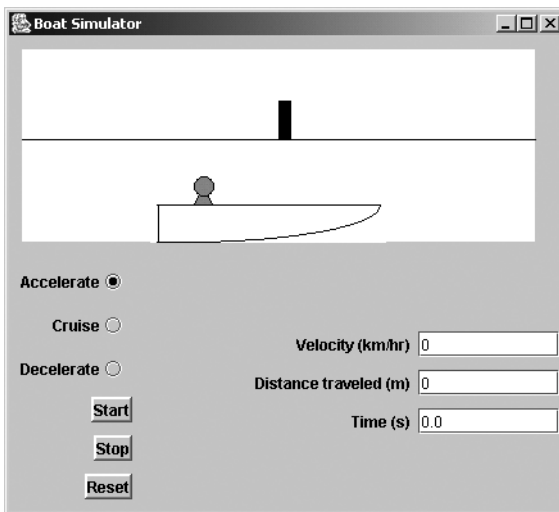 Boat Simulator
Accelerate
Cruise
Velocity (km/hr) 0
Decelerate
Distance traveled (m) 0
Start
Time (s) 0.0
Stop
Reset